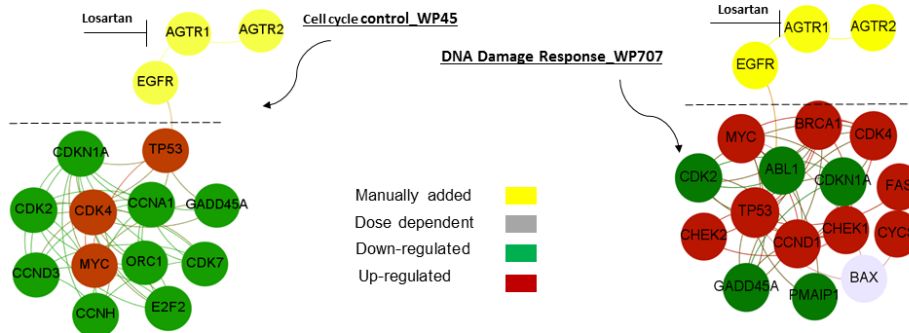 Losartan
AGTR1
AGTR2
EGFR
Cell cycle control_WP45
TP53
CDKN1A
CDK2
CDK4
CCNA1
GADD45A
CCND3
MYC
ORC1
CDK7
CCNH
E2F2
DNA Damage Response_WP707
Manually added
Dose dependent
Down-regulated
Up-regulated
Losartan
AGTR1
AGTR2
EGFR
MYC
BRCA1
CDK4
CDK2
ABL1
CDKN1A
FAS
TP53
CHEK2
CCND1
CHEK1
CYCS
GADD45A
PMAIP1
BAX